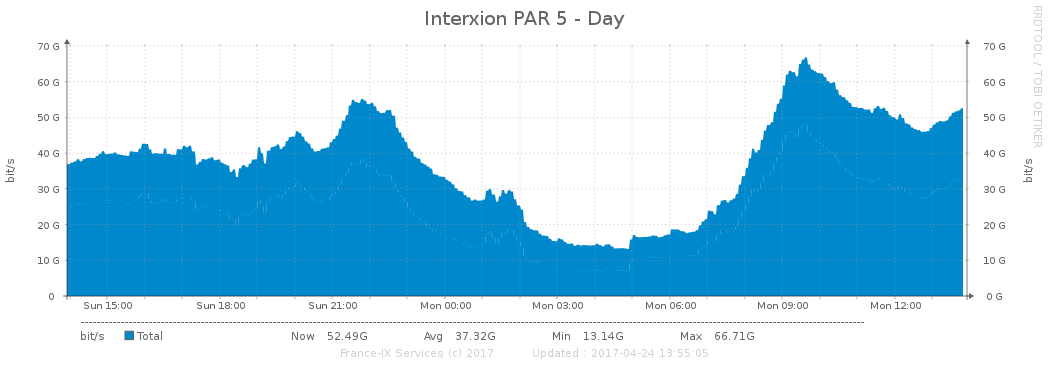 Interxion PAR 5 - Day
RRDTOOL / TOBI OETIKER
70 G 70 G
60 G 60 G
50 G 50 G
40 G 40 G
30 G 30 G
20 G 20 G
10 G 10 G
0 0 G
bit/s bit/s
Sun 15:00 Sun 18:00 Sun 21:00 Mon 00:00 Mon 03:00 Mon 06:00 Mon 09:00 Mon 12:00
bit/s Total Now 52.49G Avg 37.32G Min 13.14G Max 66.71G
France-IX Services (c) 2017 Updated : 2017-04-24 13:55:05